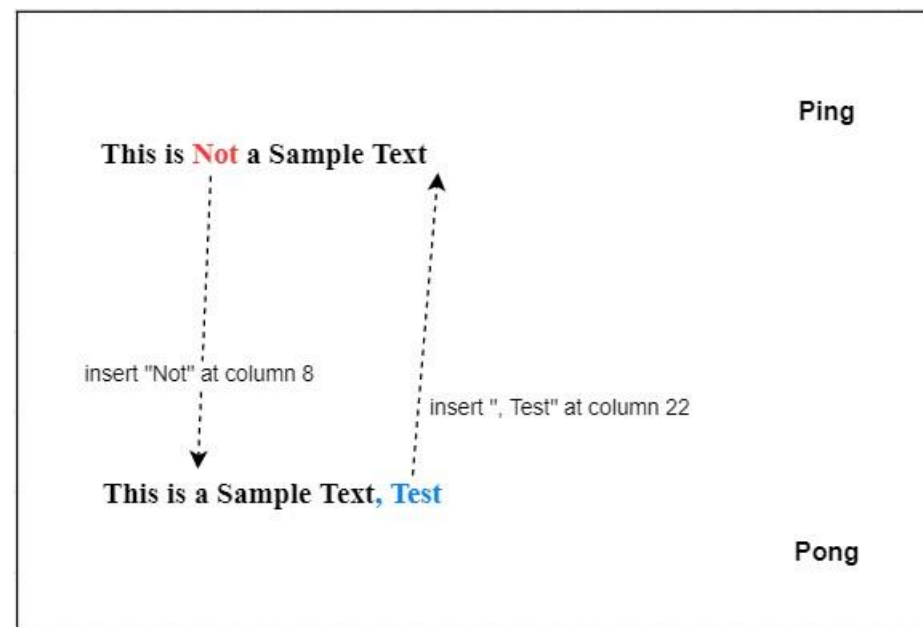 Ping
This is Not a Sample Text
insert "Not" at column 8
insert ", Test" at column 22
This is a Sample Text, Test
Pong